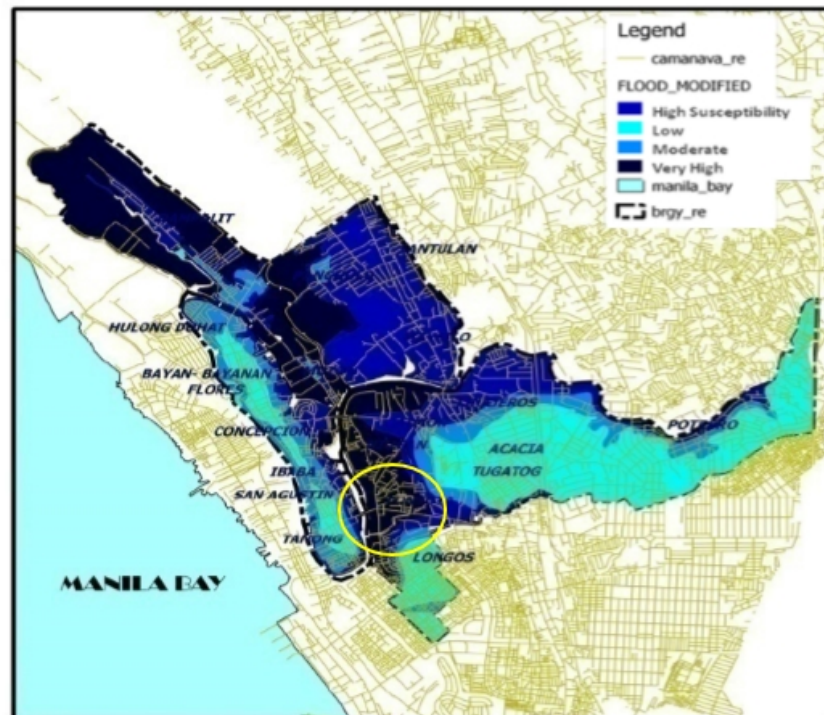 Legend
camanava_re
FLOOD_MODIFIED
High Susceptibility
Low
Moderate
Very High
manila_bay
brgy_re
HULONG DUHAT
BAYAN- BAYANAN
FLORES
CONCEPCION
IBABA
SAN AGUSTIN
ACACIA
TUGATOG
POTRERO
LONGOS
MANILA BAY